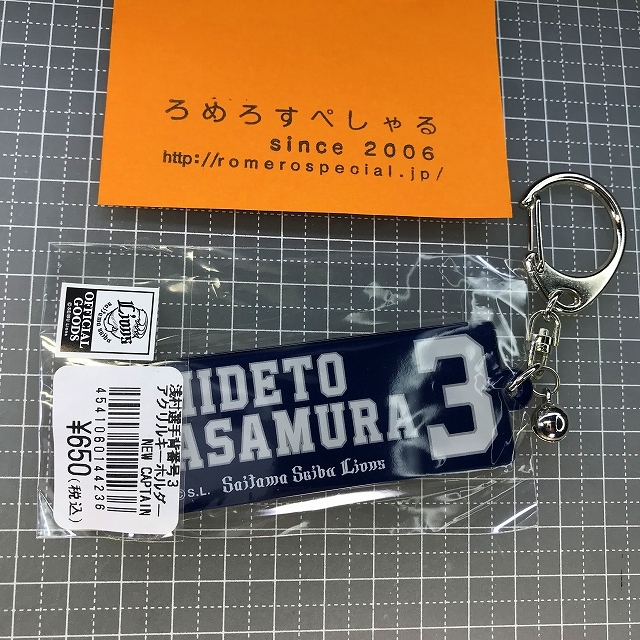 ろめろすぺしゃる
since 2006
http://romerospecial.jp/
OFFICIAL
GOODS
Lions
浅村選手背番号3
アクリルキーホルダー
NEW CAPTAIN
4541060144236
¥650(税込)
HIDETO
ASAMURA
3
© S.L.
Saitama Seibu Lions